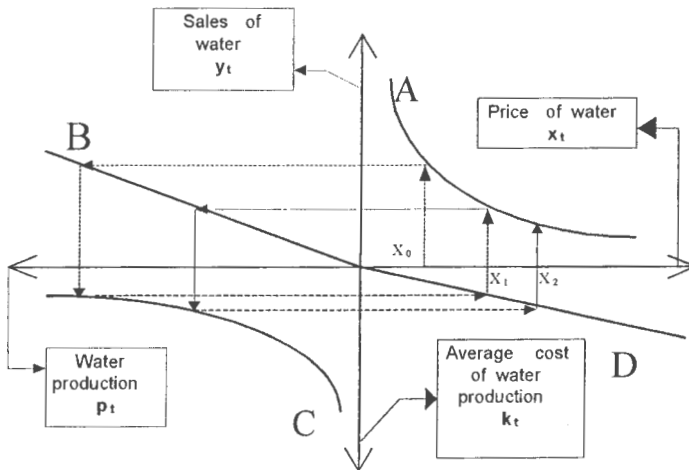 Sales of
water
yt
A
Price of water
xt
B
X0
X1
X2
Water
production
pt
C
Average cost
of water
production
kt
D